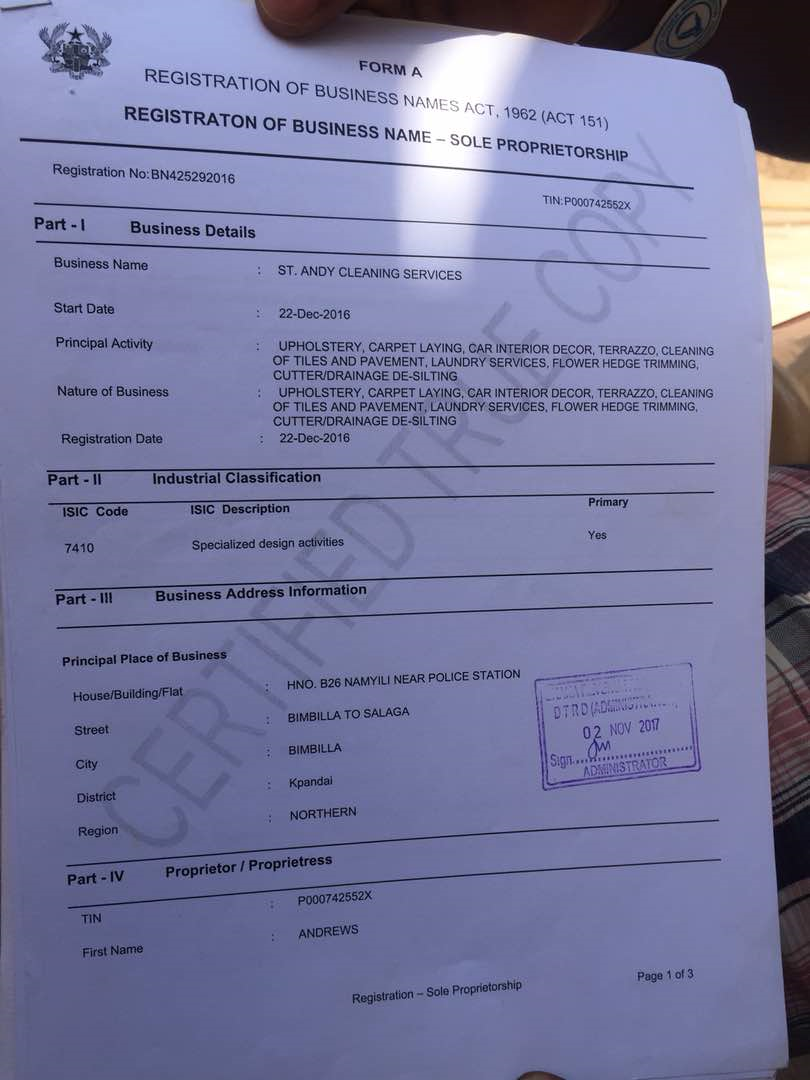 FORM A
REGISTRATION OF BUSINESS NAMES ACT, 1962 (ACT 151)
REGISTRATON OF BUSINESS NAME – SOLE PROPRIETORSHIP
Registration No:BN425292016
TIN:P000742552X
Part - I Business Details
Business Name : ST. ANDY CLEANING SERVICES
Start Date : 22-Dec-2016
Principal Activity : UPHOLSTERY, CARPET LAYING, CAR INTERIOR DECOR, TERRAZZO, CLEANING
OF TILES AND PAVEMENT, LAUNDRY SERVICES, FLOWER HEDGE TRIMMING,
CUTTER/DRAINAGE DE-SILTING
Nature of Business : UPHOLSTERY, CARPET LAYING, CAR INTERIOR DECOR, TERRAZZO, CLEANING
OF TILES AND PAVEMENT, LAUNDRY SERVICES, FLOWER HEDGE TRIMMING,
CUTTER/DRAINAGE DE-SILTING
Registration Date : 22-Dec-2016
Part - II Industrial Classification
ISIC Code ISIC Description Primary
7410 Specialized design activities Yes
Part - III Business Address Information
Principal Place of Business
House/Building/Flat : HNO. B26 NAMYILI NEAR POLICE STATION
Street : BIMBILLA TO SALAGA
City : BIMBILLA
District : Kpandai
Region : NORTHERN
DTRD
02 NOV 2017
Sign.
ADMINISTRATOR
Part - IV Proprietor / Proprietress
TIN : P000742552X
First Name : ANDREWS
Registration – Sole Proprietorship
Page 1 of 3
CERTIFIED TRUE COPY